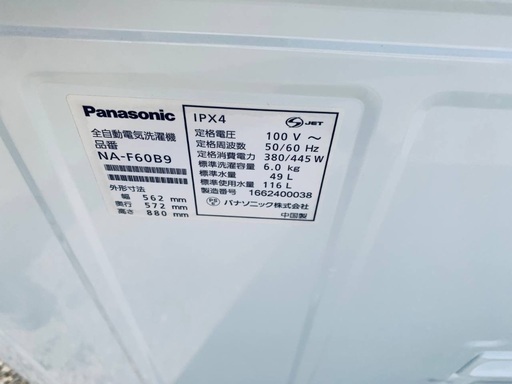 Panasonic
全自動電気洗濯機
品番
NA-F60B9
外形寸法
幅 562 mm
奥行 572 mm
高さ 880 mm
IPX4
JET
定格電圧 100 V ~
定格周波数 50/60 Hz
定格消費電力 380/445 W
標準洗濯容量 6.0 kg
標準水量 49 L
標準使用水量 116 L
製造番号 1662400038
パナソニック株式会社
中国製